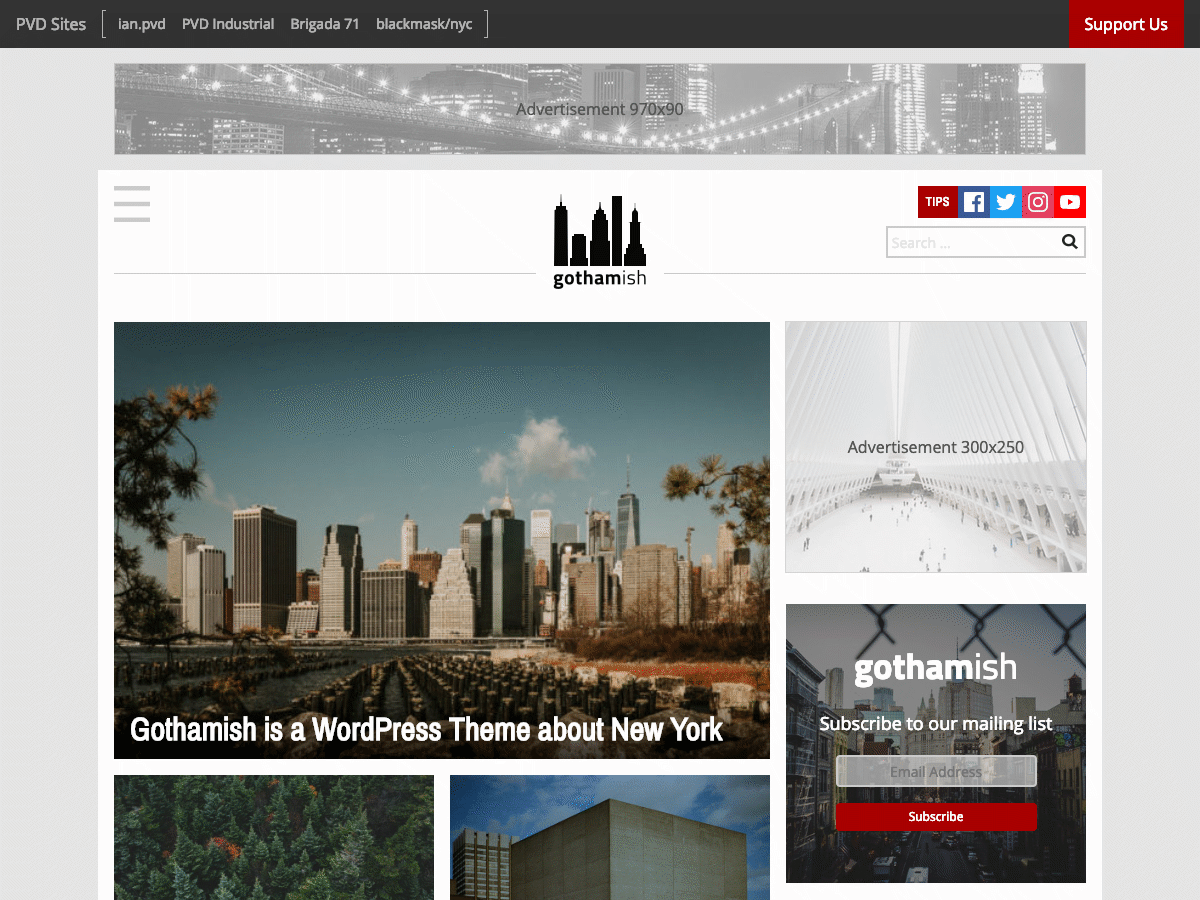 PVD Sites ian.pvd PVD Industrial Brigada 71 blackmask/nyc Support Us
Advertisement 970x90
TIPS
Search ...
gothamish
Advertisement 300x250
Gothamish is a WordPress Theme about New York
gothamish
Subscribe to our mailing list
Email Address
Subscribe